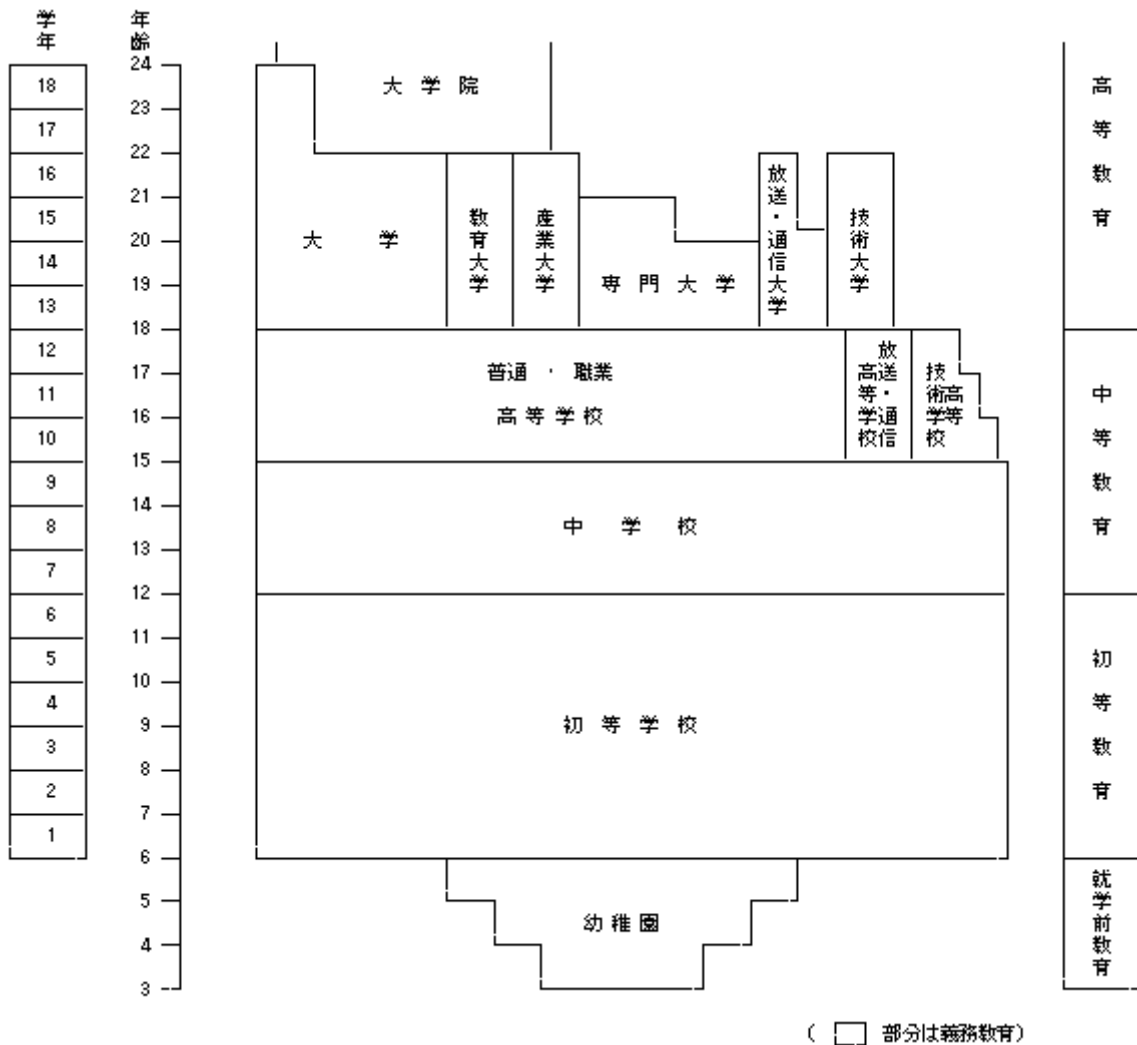 学年
年齢
24
23
22
21
20
19
18
17
16
15
14
13
12
11
10
9
8
7
6
5
4
3
18
17
16
15
14
13
12
11
10
9
8
7
6
5
4
3
2
1
大学院
大学
教育大学
産業大学
専門大学
放送・通信大学
技術大学
普通・職業
高等学校
放送・通信
高等学校
技術学校
高等
中学校
初等学校
幼稚園
高等教育
中等教育
初等教育
就学前教育
( 部分は義務教育)